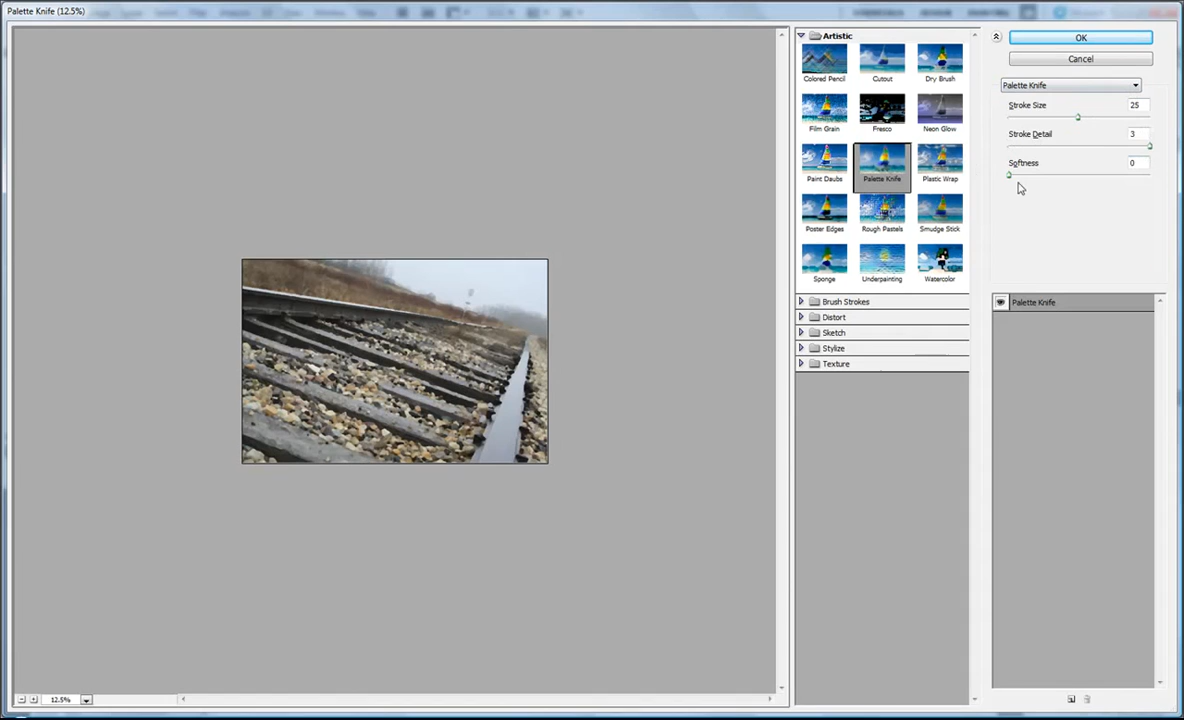 Palette Knife (12.5%)
Artistic
Colored Pencil
Cutout
Dry Brush
Film Grain
Fresco
Neon Glow
Paint Daubs
Palette Knife
Plastic Wrap
Poster Edges
Rough Pastels
Smudge Stick
Sponge
Underpainting
Watercolor
Brush Strokes
Distort
Sketch
Stylize
Texture
OK
Cancel
Palette Knife
Stroke Size 25
Stroke Detail 3
Softness 0
Palette Knife
12.5%